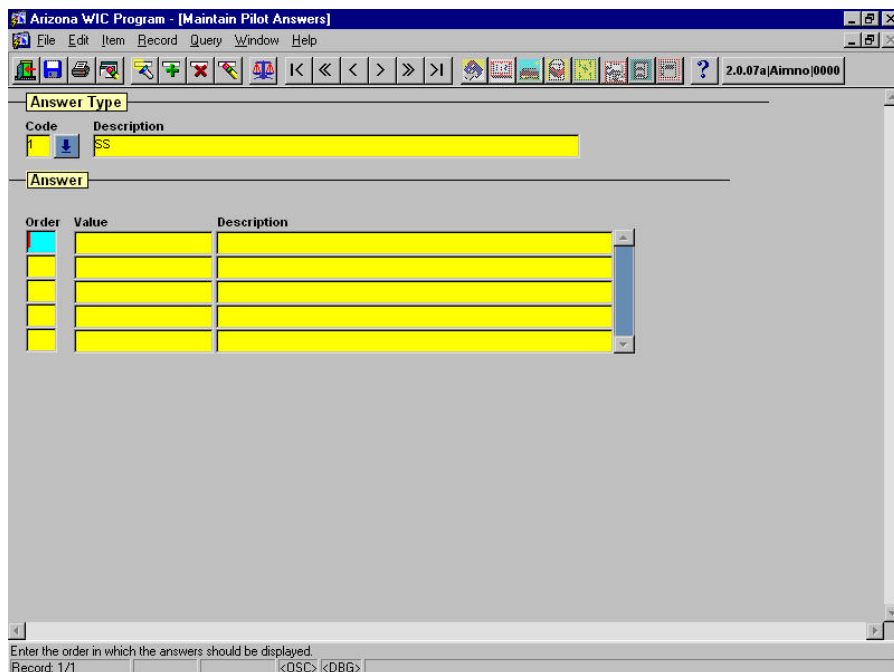 Arizona WIC Program - [Maintain Pilot Answers]
File Edit Item Record Query Window Help
2.0.07a|Aimno|0000
Answer Type
Code Description
1 SS
Answer
Order Value Description
Enter the order in which the answers should be displayed.
Record: 1/1 <OSC> <DBG>